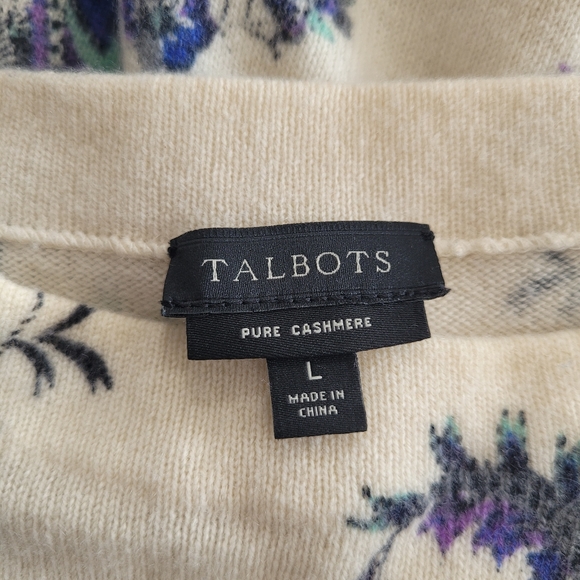 TALBOTS
PURE CASHMERE
L
MADE IN
CHINA